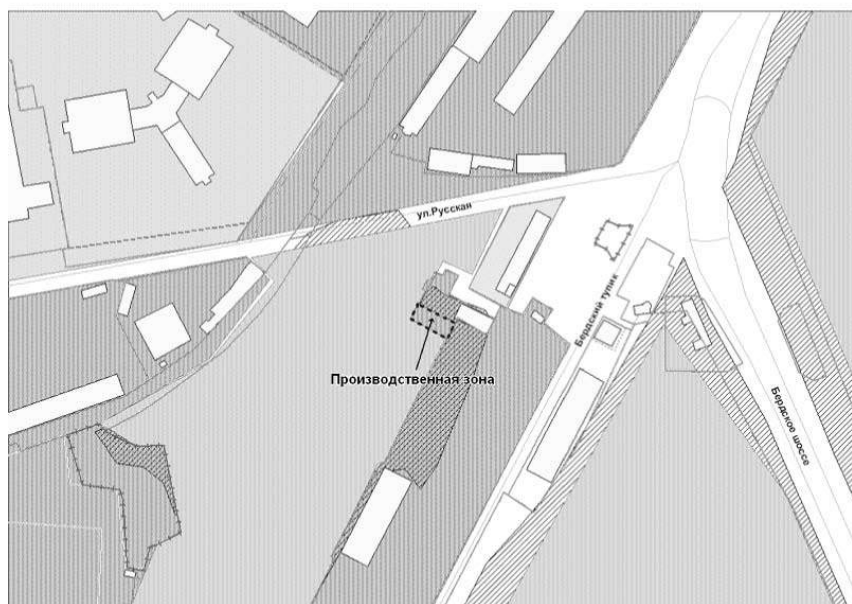 ул.Русская
Бердский тупик
Производственная зона
Бердское шоссе